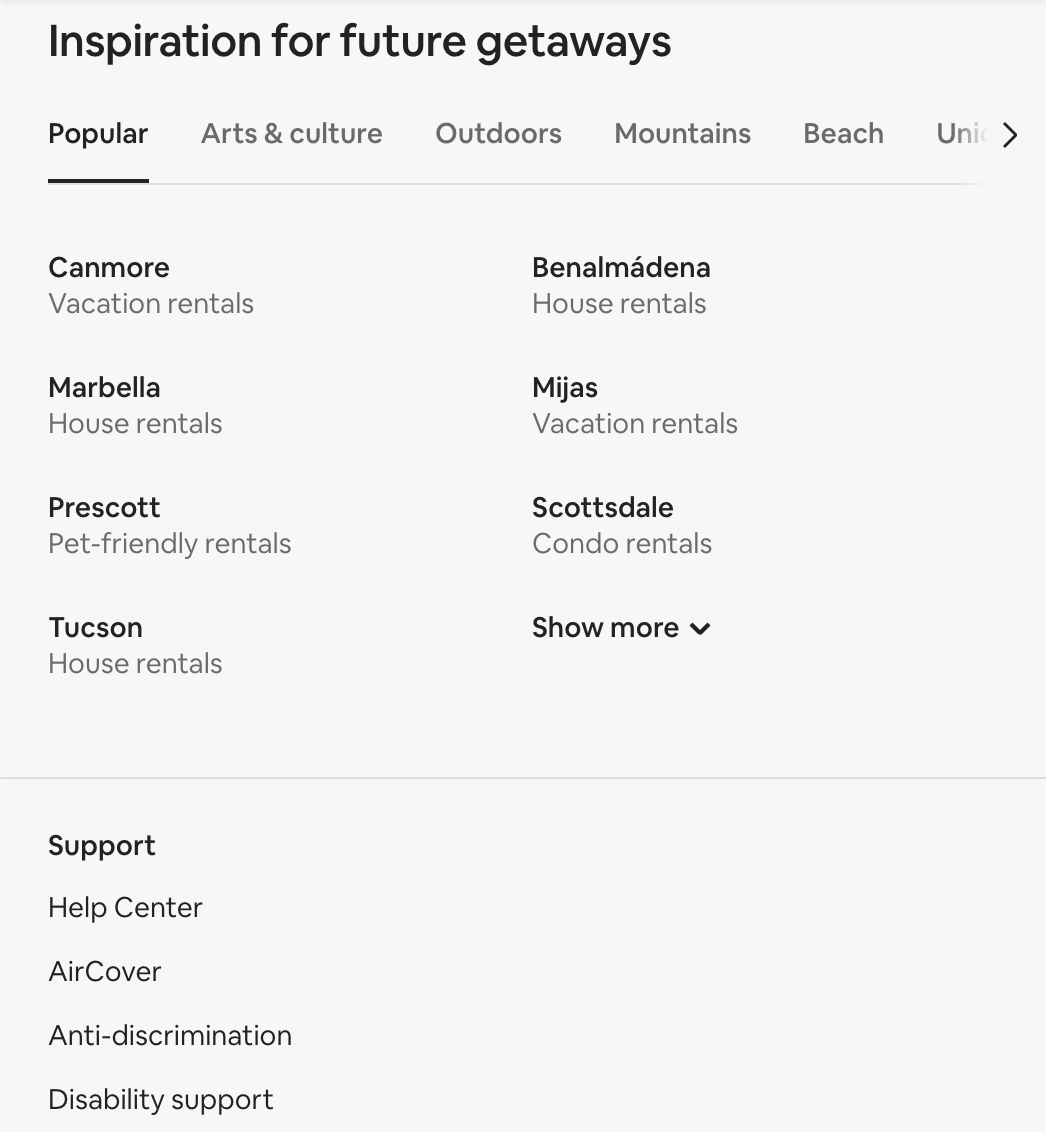 Inspiration for future getaways
Popular Arts & culture Outdoors Mountains Beach
Canmore
Vacation rentals
Benalmádena
House rentals
Marbella
House rentals
Mijas
Vacation rentals
Prescott
Pet-friendly rentals
Scottsdale
Condo rentals
Tucson
House rentals
Show more
Support
Help Center
AirCover
Anti-discrimination
Disability support